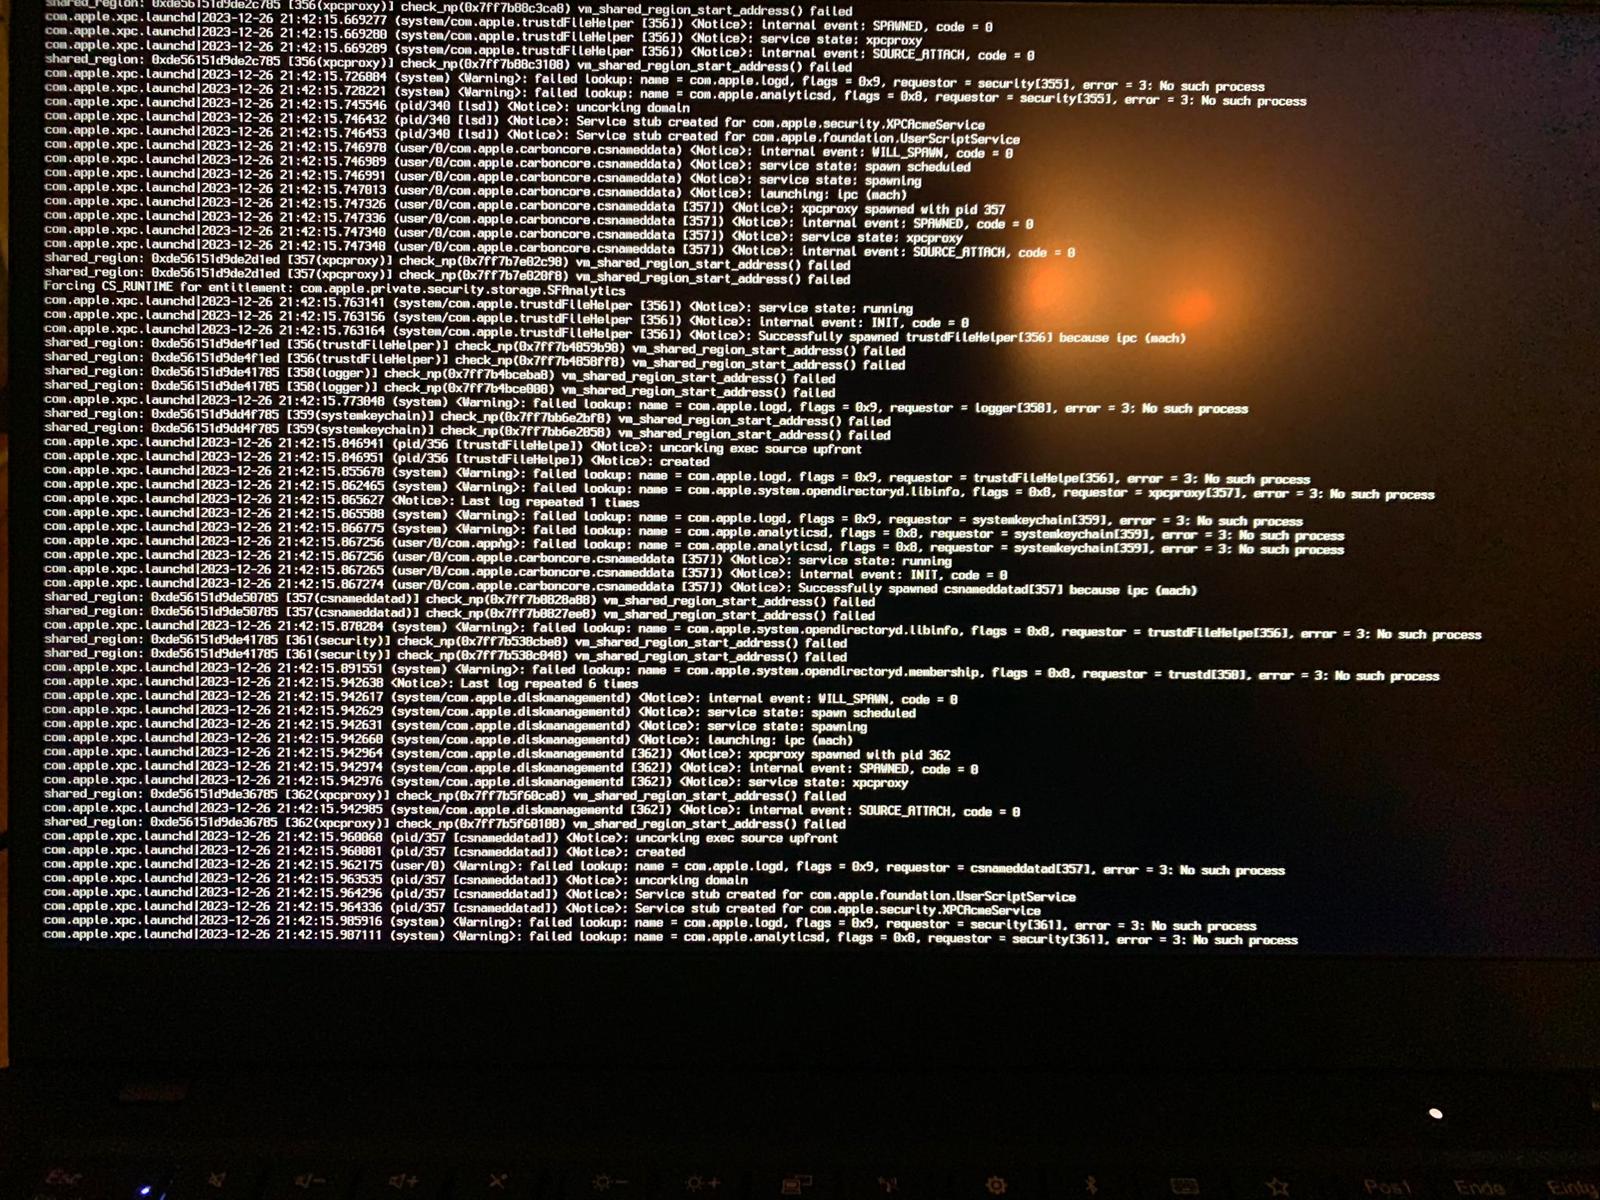 shared_region: 0xde56151d9de2c785 [356(xpcproxy)] check_np(0x7ff7b08c3ca8) vm_shared_region_start_address() failed
com.apple.xpc.launchd|2023-12-26 21:42:15.669277 (system/com.apple.trustdFileHelper [356]) <Notice>: internal event: SPAWNED, code = 0
com.apple.xpc.launchd|2023-12-26 21:42:15.669280 (system/com.apple.trustdFileHelper [356]) <Notice>: service state: xpcproxy
com.apple.xpc.launchd|2023-12-26 21:42:15.669289 (system/com.apple.trustdFileHelper [356]) <Notice>: internal event: SOURCE_ATTACH, code = 0
shared_region: 0xde56151d9de2c785 [356(xpcproxy)] check_np(0x7ff7b08c3108) vm_shared_region_start_address() failed
com.apple.xpc.launchd|2023-12-26 21:42:15.726084 (system) <Warning>: failed lookup: name = com.apple.logd, flags = 0x9, requestor = security[355], error = 3: No such process
com.apple.xpc.launchd|2023-12-26 21:42:15.728221 (system) <Warning>: failed lookup: name = com.apple.analyticsd, flags = 0x8, requestor = security[355], error = 3: No such process
com.apple.xpc.launchd|2023-12-26 21:42:15.745546 (pid/340 [lsd]) <Notice>: uncorking domain
com.apple.xpc.launchd|2023-12-26 21:42:15.746432 (pid/340 [lsd]) <Notice>: Service stub created for com.apple.security.XPCAcmeService
com.apple.xpc.launchd|2023-12-26 21:42:15.746453 (pid/340 [lsd]) <Notice>: Service stub created for com.apple.foundation.UserScriptService
com.apple.xpc.launchd|2023-12-26 21:42:15.746978 (user/0/com.apple.carboncore.csnameddata) <Notice>: internal event: WILL_SPAWN, code = 0
com.apple.xpc.launchd|2023-12-26 21:42:15.746989 (user/0/com.apple.carboncore.csnameddata) <Notice>: service state: spawn scheduled
com.apple.xpc.launchd|2023-12-26 21:42:15.746991 (user/0/com.apple.carboncore.csnameddata) <Notice>: service state: spawning
com.apple.xpc.launchd|2023-12-26 21:42:15.747013 (user/0/com.apple.carboncore.csnameddata) <Notice>: launching: ipc (mach)
com.apple.xpc.launchd|2023-12-26 21:42:15.747326 (user/0/com.apple.carboncore.csnameddata [357]) <Notice>: xpcproxy spawned with pid 357
com.apple.xpc.launchd|2023-12-26 21:42:15.747336 (user/0/com.apple.carboncore.csnameddata [357]) <Notice>: internal event: SPAWNED, code = 0
com.apple.xpc.launchd|2023-12-26 21:42:15.747340 (user/0/com.apple.carboncore.csnameddata [357]) <Notice>: service state: xpcproxy
com.apple.xpc.launchd|2023-12-26 21:42:15.747348 (user/0/com.apple.carboncore.csnameddata [357]) <Notice>: internal event: SOURCE_ATTACH, code = 0
shared_region: 0xde56151d9de2d1ed [357(xpcproxy)] check_np(0x7ff7b7e02c98) vm_shared_region_start_address() failed
shared_region: 0xde56151d9de2d1ed [357(xpcproxy)] check_np(0x7ff7b7e020f8) vm_shared_region_start_address() failed
Forcing CS_RUNTIME for entitlement: com.apple.private.security.storage.SFAnalytics
com.apple.xpc.launchd|2023-12-26 21:42:15.763141 (system/com.apple.trustdFileHelper [356]) <Notice>: service state: running
com.apple.xpc.launchd|2023-12-26 21:42:15.763156 (system/com.apple.trustdFileHelper [356]) <Notice>: internal event: INIT, code = 0
com.apple.xpc.launchd|2023-12-26 21:42:15.763164 (system/com.apple.trustdFileHelper [356]) <Notice>: Successfully spawned trustdFileHelper[356] because ipc (mach)
shared_region: 0xde56151d9de4f1ed [356(trustdFileHelper)] check_np(0x7ff7b4059b98) vm_shared_region_start_address() failed
shared_region: 0xde56151d9de4f1ed [356(trustdFileHelper)] check_np(0x7ff7b4058ff8) vm_shared_region_start_address() failed
shared_region: 0xde56151d9de41785 [358(logger)] check_np(0x7ff7b4bceba8) vm_shared_region_start_address() failed
shared_region: 0xde56151d9de41785 [358(logger)] check_np(0x7ff7b4bce008) vm_shared_region_start_address() failed
com.apple.xpc.launchd|2023-12-26 21:42:15.773048 (system) <Warning>: failed lookup: name = com.apple.logd, flags = 0x9, requestor = logger[358], error = 3: No such process
shared_region: 0xde56151d9dd4f785 [359(systemkeychain)] check_np(0x7ff7bb6e2bf8) vm_shared_region_start_address() failed
shared_region: 0xde56151d9dd4f785 [359(systemkeychain)] check_np(0x7ff7bb6e2058) vm_shared_region_start_address() failed
com.apple.xpc.launchd|2023-12-26 21:42:15.846941 (pid/356 [trustdFileHelpe]) <Notice>: uncorking exec source upfront
com.apple.xpc.launchd|2023-12-26 21:42:15.846951 (pid/356 [trustdFileHelpe]) <Notice>: created
com.apple.xpc.launchd|2023-12-26 21:42:15.855678 (system) <Warning>: failed lookup: name = com.apple.logd, flags = 0x9, requestor = trustdFileHelpe[356], error = 3: No such process
com.apple.xpc.launchd|2023-12-26 21:42:15.862465 (system) <Warning>: failed lookup: name = com.apple.system.opendirectoryd.libinfo, flags = 0x8, requestor = xpcproxy[357], error = 3: No such process
com.apple.xpc.launchd|2023-12-26 21:42:15.865627 <Notice>: Last log repeated 1 times
com.apple.xpc.launchd|2023-12-26 21:42:15.865508 (system) <Warning>: failed lookup: name = com.apple.logd, flags = 0x9, requestor = systemkeychain[359], error = 3: No such process
com.apple.xpc.launchd|2023-12-26 21:42:15.866775 (system) <Warning>: failed lookup: name = com.apple.analyticsd, flags = 0x8, requestor = systemkeychain[359], error = 3: No such process
com.apple.xpc.launchd|2023-12-26 21:42:15.867256 (user/0/com.appng>: failed lookup: name = com.apple.analyticsd, flags = 0x8, requestor = systemkeychain[359], error = 3: No such process
com.apple.xpc.launchd|2023-12-26 21:42:15.867256 (user/0/com.apple.carboncore.csnameddata [357]) <Notice>: service state: running
com.apple.xpc.launchd|2023-12-26 21:42:15.867265 (user/0/com.apple.carboncore.csnameddata [357]) <Notice>: internal event: INIT, code = 0
com.apple.xpc.launchd|2023-12-26 21:42:15.867274 (user/0/com.apple.carboncore.csnameddata [357]) <Notice>: Successfully spawned csnameddatad[357] because ipc (mach)
shared_region: 0xde56151d9de50785 [357(csnameddatad)] check_np(0x7ff7b0828a88) vm_shared_region_start_address() failed
shared_region: 0xde56151d9de50785 [357(csnameddatad)] check_np(0x7ff7b0827ee8) vm_shared_region_start_address() failed
com.apple.xpc.launchd|2023-12-26 21:42:15.878204 (system) <Warning>: failed lookup: name = com.apple.system.opendirectoryd.libinfo, flags = 0x8, requestor = trustdFileHelpe[356], error = 3: No such process
shared_region: 0xde56151d9de41785 [361(security)] check_np(0x7ff7b538cbe8) vm_shared_region_start_address() failed
shared_region: 0xde56151d9de41785 [361(security)] check_np(0x7ff7b538c048) vm_shared_region_start_address() failed
com.apple.xpc.launchd|2023-12-26 21:42:15.891551 (system) <Warning>: failed lookup: name = com.apple.system.opendirectoryd.membership, flags = 0x8, requestor = trustd[350], error = 3: No such process
com.apple.xpc.launchd|2023-12-26 21:42:15.942638 <Notice>: Last log repeated 6 times
com.apple.xpc.launchd|2023-12-26 21:42:15.942617 (system/com.apple.diskmanagementd) <Notice>: internal event: WILL_SPAWN, code = 0
com.apple.xpc.launchd|2023-12-26 21:42:15.942629 (system/com.apple.diskmanagementd) <Notice>: service state: spawn scheduled
com.apple.xpc.launchd|2023-12-26 21:42:15.942631 (system/com.apple.diskmanagementd) <Notice>: service state: spawning
com.apple.xpc.launchd|2023-12-26 21:42:15.942660 (system/com.apple.diskmanagementd) <Notice>: launching: ipc (mach)
com.apple.xpc.launchd|2023-12-26 21:42:15.942964 (system/com.apple.diskmanagementd [362]) <Notice>: xpcproxy spawned with pid 362
com.apple.xpc.launchd|2023-12-26 21:42:15.942974 (system/com.apple.diskmanagementd [362]) <Notice>: internal event: SPAWNED, code = 0
com.apple.xpc.launchd|2023-12-26 21:42:15.942976 (system/com.apple.diskmanagementd [362]) <Notice>: service state: xpcproxy
shared_region: 0xde56151d9de36785 [362(xpcproxy)] check_np(0x7ff7b5f60ca8) vm_shared_region_start_address() failed
com.apple.xpc.launchd|2023-12-26 21:42:15.942985 (system/com.apple.diskmanagementd [362]) <Notice>: internal event: SOURCE_ATTACH, code = 0
shared_region: 0xde56151d9de36785 [362(xpcproxy)] check_np(0x7ff7b5f60108) vm_shared_region_start_address() failed
com.apple.xpc.launchd|2023-12-26 21:42:15.960068 (pid/357 [csnameddatad]) <Notice>: uncorking exec source upfront
com.apple.xpc.launchd|2023-12-26 21:42:15.960081 (pid/357 [csnameddatad]) <Notice>: created
com.apple.xpc.launchd|2023-12-26 21:42:15.962175 (user/0) <Warning>: failed lookup: name = com.apple.logd, flags = 0x9, requestor = csnameddatad[357], error = 3: No such process
com.apple.xpc.launchd|2023-12-26 21:42:15.963535 (pid/357 [csnameddatad]) <Notice>: uncorking domain
com.apple.xpc.launchd|2023-12-26 21:42:15.964296 (pid/357 [csnameddatad]) <Notice>: Service stub created for com.apple.foundation.UserScriptService
com.apple.xpc.launchd|2023-12-26 21:42:15.964336 (pid/357 [csnameddatad]) <Notice>: Service stub created for com.apple.security.XPCAcmeService
com.apple.xpc.launchd|2023-12-26 21:42:15.985916 (system) <Warning>: failed lookup: name = com.apple.logd, flags = 0x9, requestor = security[361], error = 3: No such process
com.apple.xpc.launchd|2023-12-26 21:42:15.987111 (system) <Warning>: failed lookup: name = com.apple.analyticsd, flags = 0x8, requestor = security[361], error = 3: No such process
Esc
Pos1
Ende
Einfg